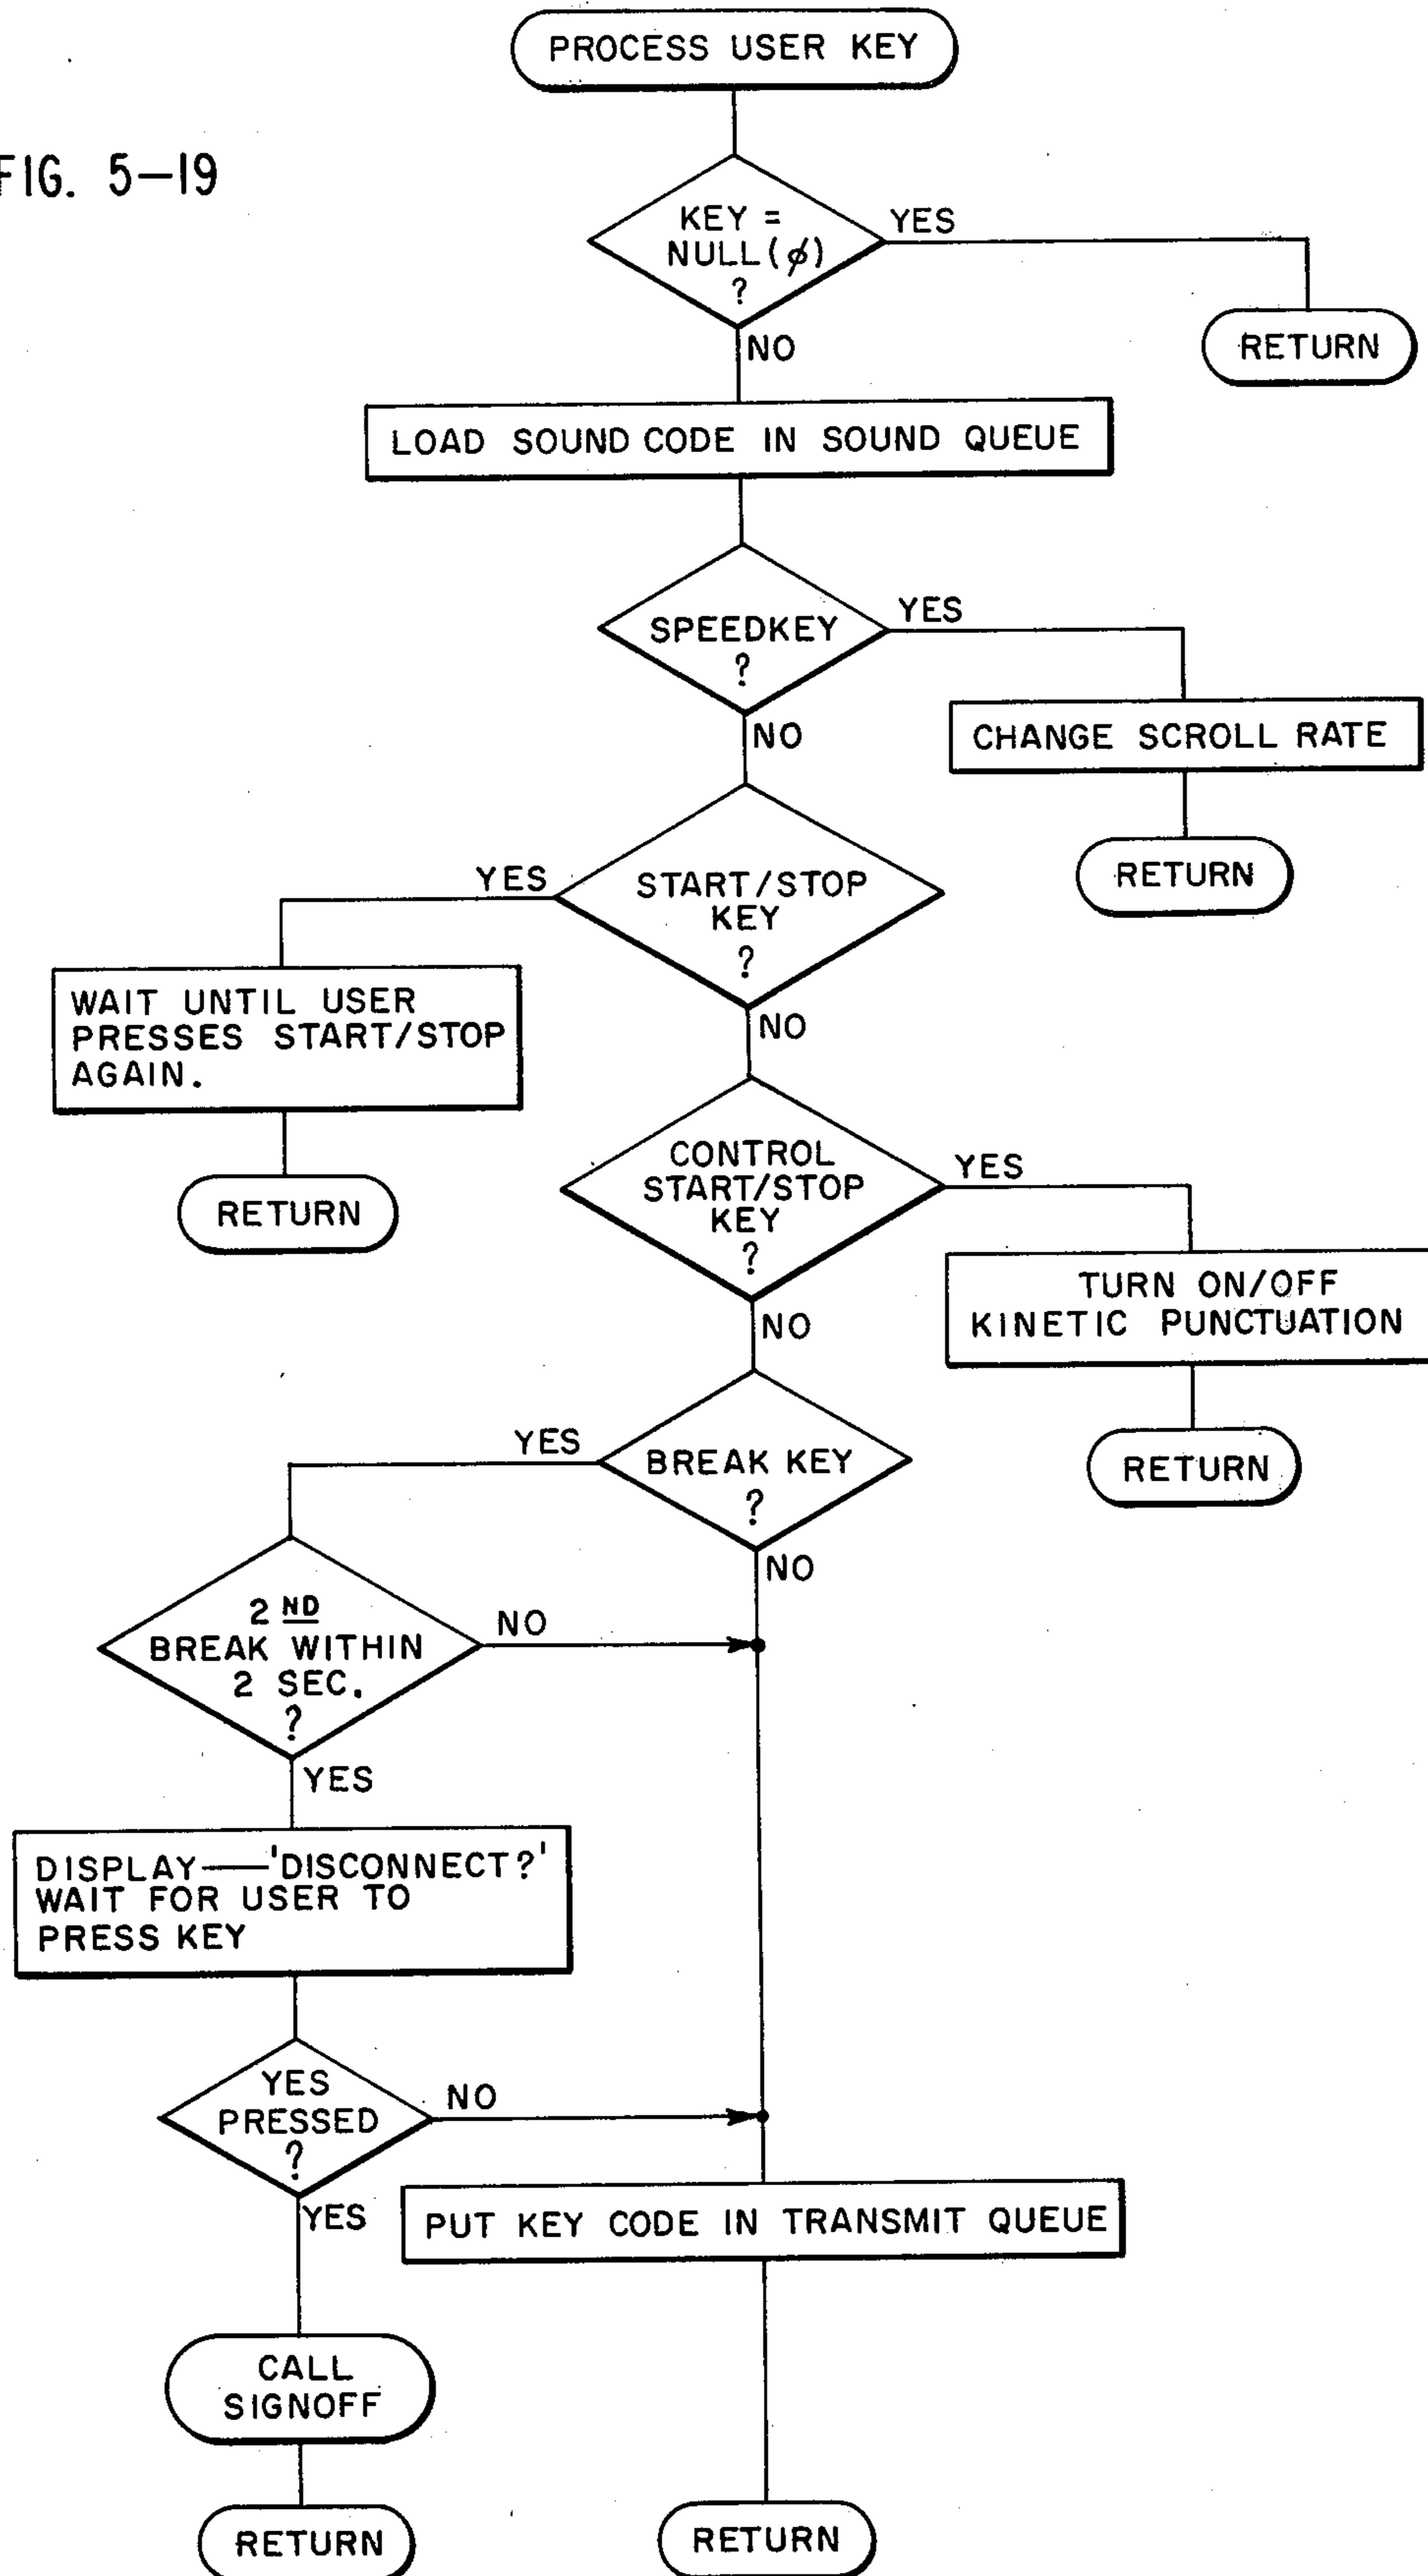 PROCESS USER KEY
FIG. 5-19
KEY =
NULL(ϕ)
?
YES
RETURN
NO
LOAD SOUND CODE IN SOUND QUEUE
SPEEDKEY
?
YES
NO
CHANGE SCROLL RATE
RETURN
START/STOP
KEY
?
YES
WAIT UNTIL USER
PRESSES START/STOP
AGAIN.
RETURN
NO
CONTROL
START/STOP
KEY
?
YES
TURN ON/OFF
KINETIC PUNCTUATION
RETURN
NO
BREAK KEY
?
YES
NO
2 ND
BREAK WITHIN
2 SEC.
?
NO
YES
DISPLAY—'DISCONNECT?'
WAIT FOR USER TO
PRESS KEY
YES
PRESSED
?
NO
YES
PUT KEY CODE IN TRANSMIT QUEUE
CALL
SIGNOFF
RETURN
RETURN